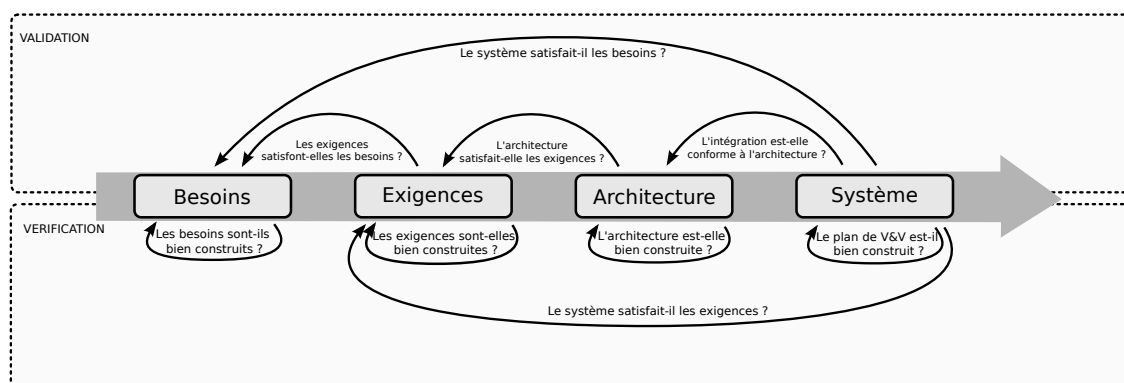 VALIDATION
Le système satisfait-il les besoins ?
Les exigences
satisfont-elles les besoins ?
L'architecture
satisfait-elle les exigences ?
L'intégration est-elle
conforme à l'architecture ?
Besoins
Exigences
Architecture
Système
VERIFICATION
Les besoins sont-ils
bien construits ?
Les exigences sont-elles
bien construites ?
L'architecture est-elle
bien construite ?
Le plan de V&V est-il
bien construit ?
Le système satisfait-il les exigences ?